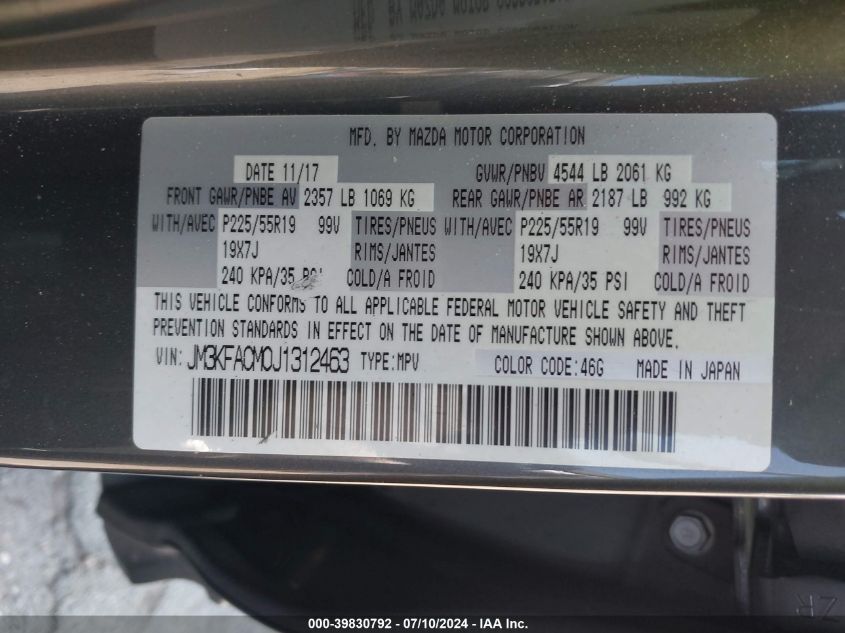 MFD. BY MAZDA MOTOR CORPORATION
DATE 11/17 GVWR/PNBV 4544 LB 2061 KG
FRONT GAWR/PNBE AV 2357 LB 1069 KG REAR GAWR/PNBE AR 2187 LB 992 KG
WITH/AVEC P225/55R19 99V TIRES/PNEUS WITH/AVEC P225/55R19 99V TIRES/PNEUS
19X7J RIMS/JANTES 19X7J RIMS/JANTES
240 KPA/35 PSI COLD/A FROID 240 KPA/35 PSI COLD/A FROID
THIS VEHICLE CONFORMS TO ALL APPLICABLE FEDERAL MOTOR VEHICLE SAFETY AND THEFT
PREVENTION STANDARDS IN EFFECT ON THE DATE OF MANUFACTURE SHOWN ABOVE.
VIN: JM3KFACM0J1312463 TYPE:MPV COLOR CODE:46G MADE IN JAPAN
000-39830792 - 07/10/2024 - IAA Inc.